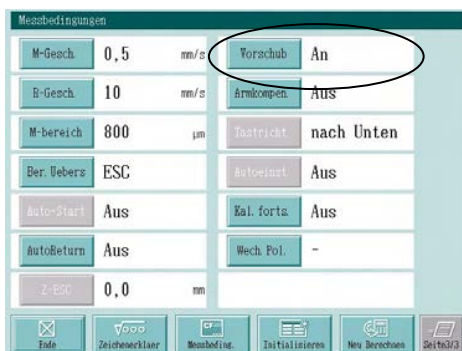 Messbedingungen
M-Gesch. 0,5 mm/s Vorschub An
R-Gesch. 10 mm/s Armkompen. Aus
M-bereich 800 µm Tastricht nach Unten
Ber. Uebers ESC Autoeinst. Aus
Auto-Start Aus Kal. forts. Aus
AutoReturn Aus Wech. Pol. -
Z-ESC 0,0 mm
Ende Zeichenerklaer Messbeding. Initialisieren Neu Berechnen Seite3/3